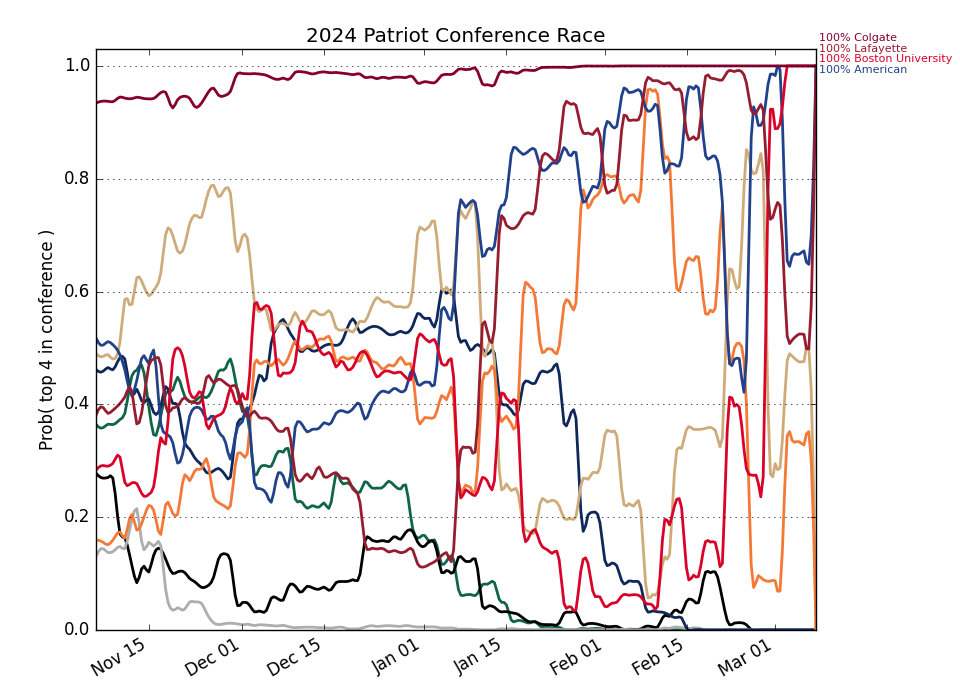 2024 Patriot Conference Race
100% Colgate
100% Lafayette
100% Boston University
100% American
Prob( top 4 in conference )
1.0
0.8
0.6
0.4
0.2
0.0
Nov 15
Dec 01
Dec 15
Jan 01
Jan 15
Feb 01
Feb 15
Mar 01